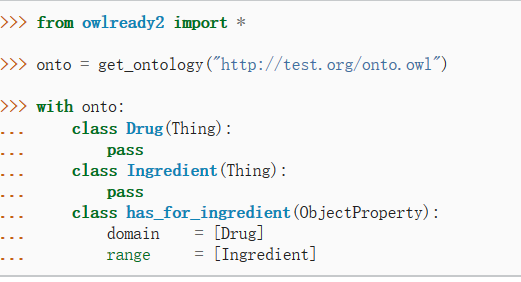 >>> from owlready2 import *
>>> onto = get_ontology("http://test.org/onto.owl")
>>> with onto:
...     class Drug(Thing):
...         pass
...     class Ingredient(Thing):
...         pass
...     class has_for_ingredient(ObjectProperty):
...         domain    = [Drug]
...         range     = [Ingredient]